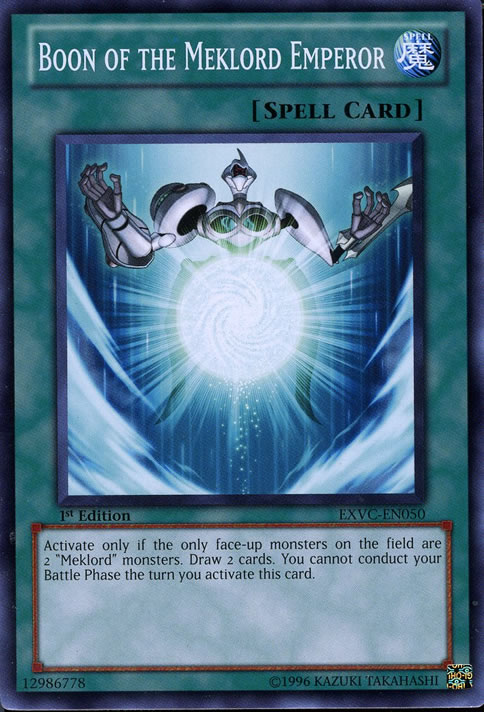 BOON OF THE MEKLORD EMPEROR
SPELL
魔
[SPELL CARD]
1st Edition
EXVC-EN050
Activate only if the only face-up monsters on the field are
2 “Meklord” monsters. Draw 2 cards. You cannot conduct your
Battle Phase the turn you activate this card.
12986778
©1996 KAZUKI TAKAHASHI